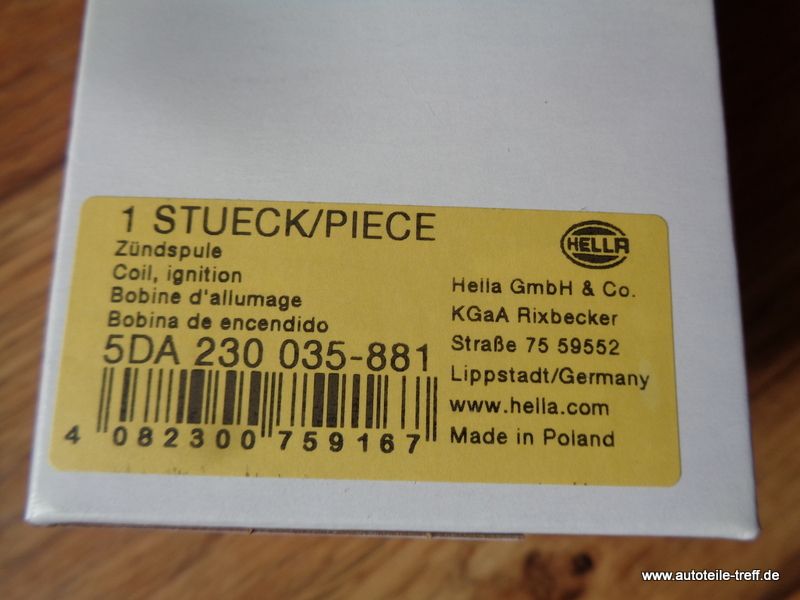 1 STUECK/PIECE
Zündspule
Coil, ignition
Bobine d'allumage
Bobina de encendido
5DA 230 035-881
4 082300 759167
HELLA
Hella GmbH & Co.
KGaA Rixbecker
Straße 75 59552
Lippstadt/Germany
www.hella.com
Made in Poland
www.autoteile-treff.de